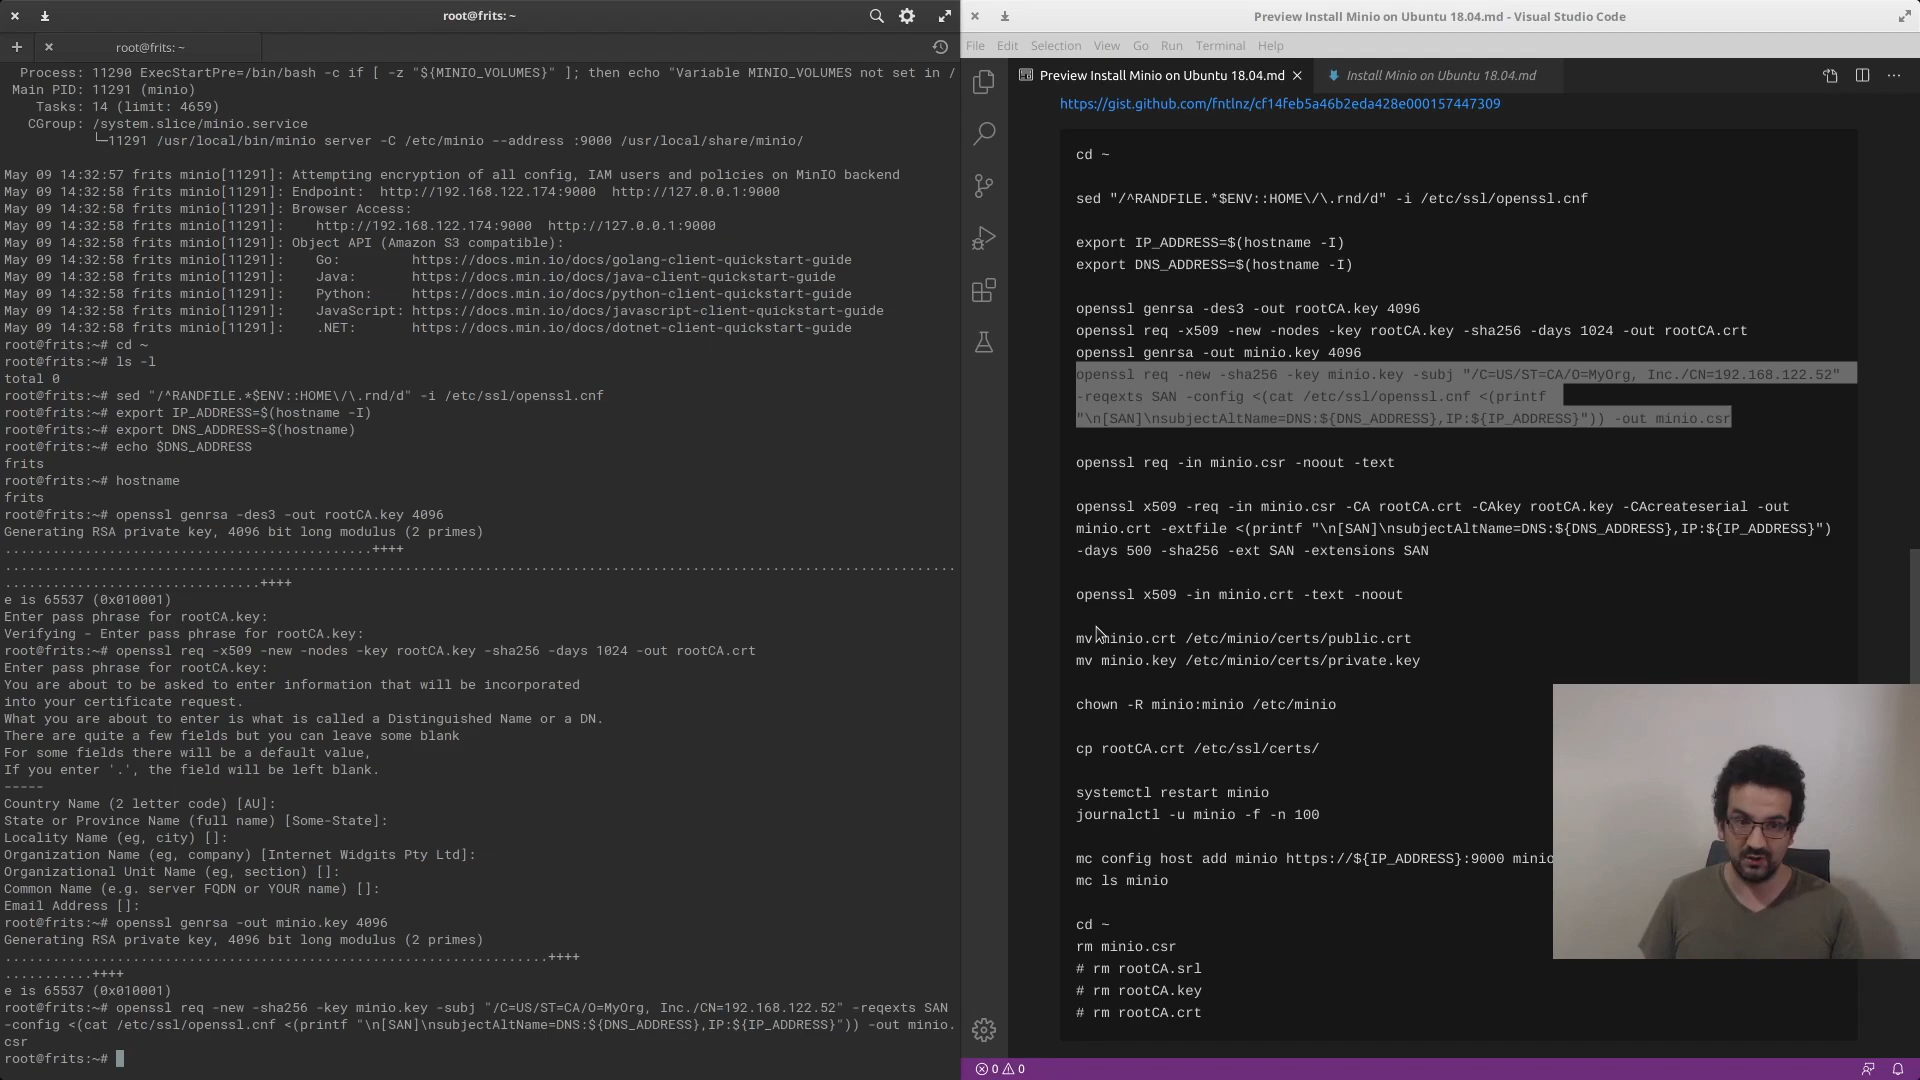 root@frits: ~
root@frits: ~
Process: 11290 ExecStartPre=/bin/bash -c if [ -z "${MINIO_VOLUMES}" ]; then echo "Variable MINIO_VOLUMES not set in /
Main PID: 11291 (minio)
Tasks: 14 (limit: 4659)
CGroup: /system.slice/minio.service
└─11291 /usr/local/bin/minio server -C /etc/minio --address :9000 /usr/local/share/minio/
May 09 14:32:57 frits minio[11291]: Attempting encryption of all config, IAM users and policies on MinIO backend
May 09 14:32:58 frits minio[11291]: Endpoint:  http://192.168.122.174:9000  http://127.0.0.1:9000
May 09 14:32:58 frits minio[11291]: Browser Access:
May 09 14:32:58 frits minio[11291]:    http://192.168.122.174:9000  http://127.0.0.1:9000
May 09 14:32:58 frits minio[11291]: Object API (Amazon S3 compatible):
May 09 14:32:58 frits minio[11291]:    Go:         https://docs.min.io/docs/golang-client-quickstart-guide
May 09 14:32:58 frits minio[11291]:    Java:       https://docs.min.io/docs/java-client-quickstart-guide
May 09 14:32:58 frits minio[11291]:    Python:     https://docs.min.io/docs/python-client-quickstart-guide
May 09 14:32:58 frits minio[11291]:    JavaScript: https://docs.min.io/docs/javascript-client-quickstart-guide
May 09 14:32:58 frits minio[11291]:    .NET:       https://docs.min.io/docs/dotnet-client-quickstart-guide
root@frits:~# cd ~
root@frits:~# ls -l
total 0
root@frits:~# sed "/^RANDFILE.*$ENV::HOME\/\.rnd/d" -i /etc/ssl/openssl.cnf
root@frits:~# export IP_ADDRESS=$(hostname -I)
root@frits:~# export DNS_ADDRESS=$(hostname)
root@frits:~# echo $DNS_ADDRESS
frits
root@frits:~# hostname
frits
root@frits:~# openssl genrsa -des3 -out rootCA.key 4096
Generating RSA private key, 4096 bit long modulus (2 primes)
..............................................++++
.......................................................................................................................
................................++++
e is 65537 (0x010001)
Enter pass phrase for rootCA.key:
Verifying - Enter pass phrase for rootCA.key:
root@frits:~# openssl req -x509 -new -nodes -key rootCA.key -sha256 -days 1024 -out rootCA.crt
Enter pass phrase for rootCA.key:
You are about to be asked to enter information that will be incorporated
into your certificate request.
What you are about to enter is what is called a Distinguished Name or a DN.
There are quite a few fields but you can leave some blank
For some fields there will be a default value,
If you enter '.', the field will be left blank.
-----
Country Name (2 letter code) [AU]:
State or Province Name (full name) [Some-State]:
Locality Name (eg, city) []:
Organization Name (eg, company) [Internet Widgits Pty Ltd]:
Organizational Unit Name (eg, section) []:
Common Name (e.g. server FQDN or YOUR name) []:
Email Address []:
root@frits:~# openssl genrsa -out minio.key 4096
Generating RSA private key, 4096 bit long modulus (2 primes)
....................................................................++++
...........++++
e is 65537 (0x010001)
root@frits:~# openssl req -new -sha256 -key minio.key -subj "/C=US/ST=CA/O=MyOrg, Inc./CN=192.168.122.52" -reqexts SAN
-config <(cat /etc/ssl/openssl.cnf <(printf "\n[SAN]\nsubjectAltName=DNS:${DNS_ADDRESS},IP:${IP_ADDRESS}")) -out minio.
csr
root@frits:~#
Preview Install Minio on Ubuntu 18.04.md - Visual Studio Code
File Edit Selection View Go Run Terminal Help
Preview Install Minio on Ubuntu 18.04.md
Install Minio on Ubuntu 18.04.md
https://gist.github.com/fntlnz/cf14feb5a46b2eda428e000157447309
cd ~
sed "/^RANDFILE.*$ENV::HOME\/\.rnd/d" -i /etc/ssl/openssl.cnf
export IP_ADDRESS=$(hostname -I)
export DNS_ADDRESS=$(hostname -I)
openssl genrsa -des3 -out rootCA.key 4096
openssl req -x509 -new -nodes -key rootCA.key -sha256 -days 1024 -out rootCA.crt
openssl genrsa -out minio.key 4096
openssl req -new -sha256 -key minio.key -subj "/C=US/ST=CA/O=MyOrg, Inc./CN=192.168.122.52"
-reqexts SAN -config <(cat /etc/ssl/openssl.cnf <(printf
"\n[SAN]\nsubjectAltName=DNS:${DNS_ADDRESS},IP:${IP_ADDRESS}")) -out minio.csr
openssl req -in minio.csr -noout -text
openssl x509 -req -in minio.csr -CA rootCA.crt -CAkey rootCA.key -CAcreateserial -out
minio.crt -extfile <(printf "\n[SAN]\nsubjectAltName=DNS:${DNS_ADDRESS},IP:${IP_ADDRESS}")
-days 500 -sha256 -ext SAN -extensions SAN
openssl x509 -in minio.crt -text -noout
mv minio.crt /etc/minio/certs/public.crt
mv minio.key /etc/minio/certs/private.key
chown -R minio:minio /etc/minio
cp rootCA.crt /etc/ssl/certs/
systemctl restart minio
journalctl -u minio -f -n 100
mc config host add minio https://${IP_ADDRESS}:9000 minio
mc ls minio
cd ~
rm minio.csr
# rm rootCA.srl
# rm rootCA.key
# rm rootCA.crt
0 0